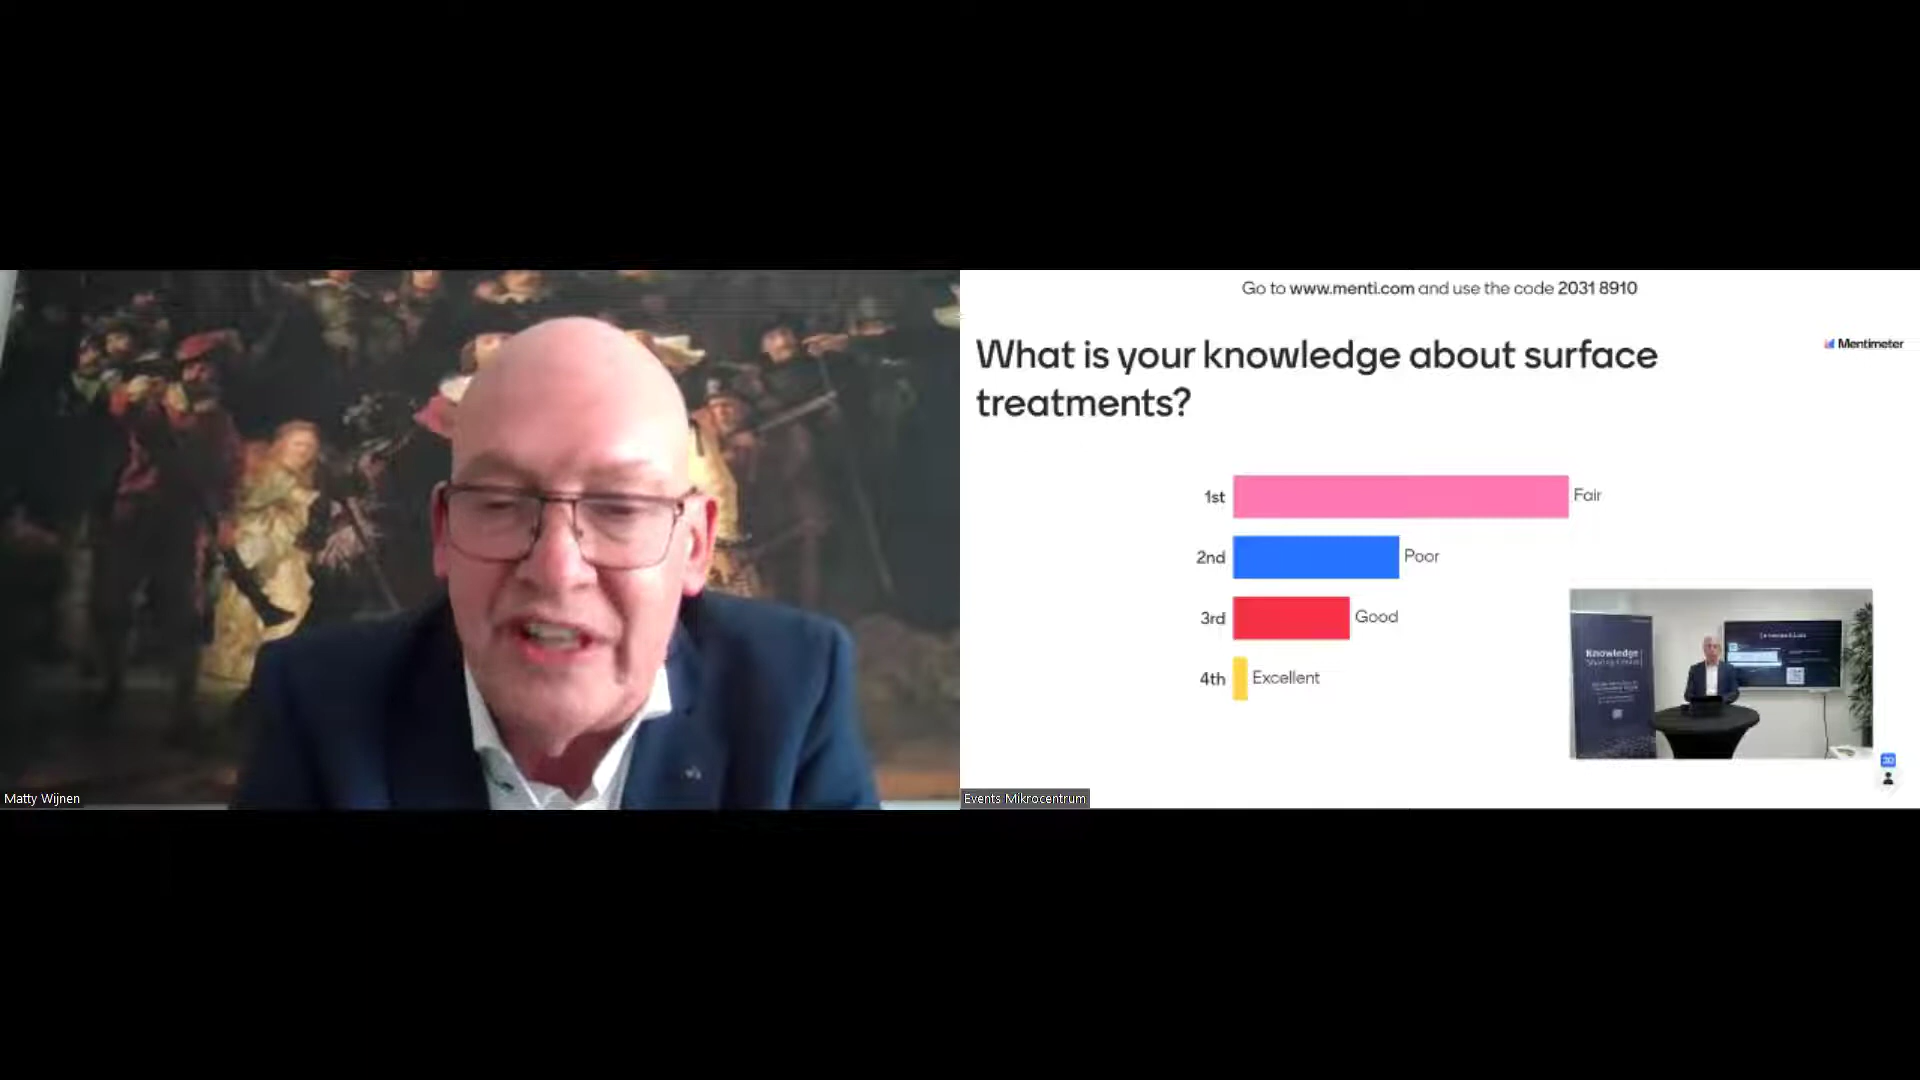 Go to www.menti.com and use the code 2031 8910
Mentimeter
What is your knowledge about surface
treatments?
1st Fair
2nd Poor
3rd Good
4th Excellent
Knowledge
30
Matty Wijnen
Events Mikrocentrum